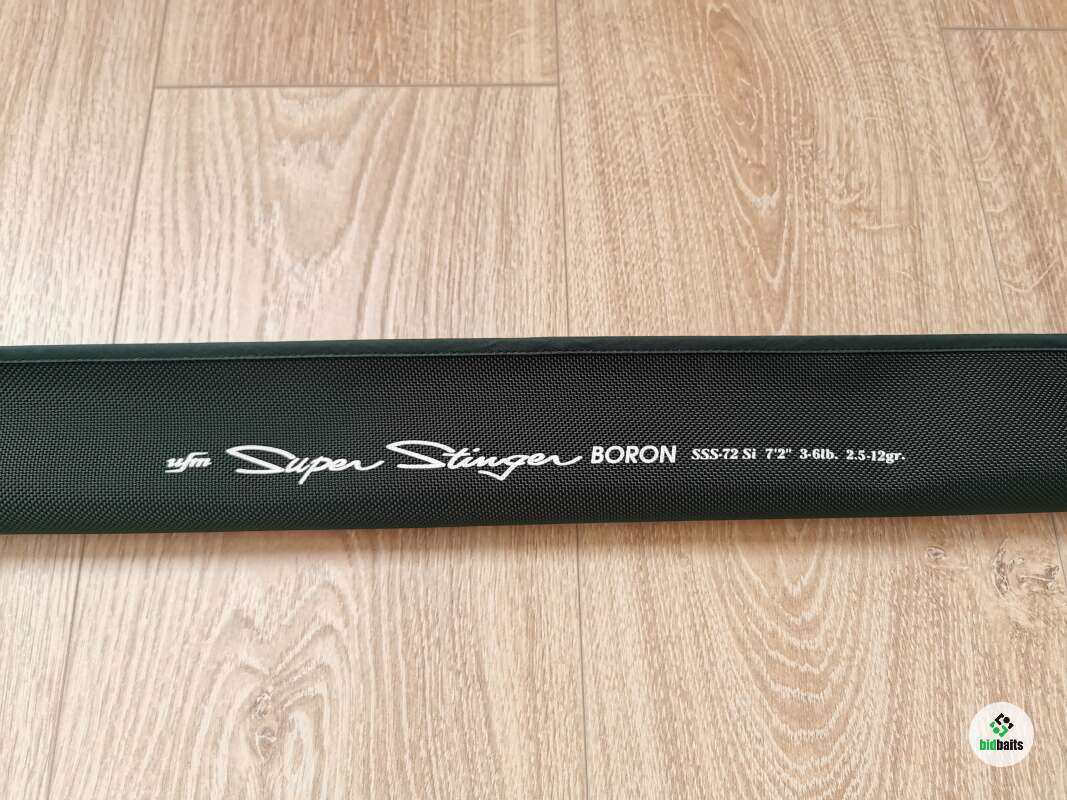 ufm Super Stinger BORON SSS-72 Si 7'2" 3-6lb. 2.5-12gr.
bidbaits